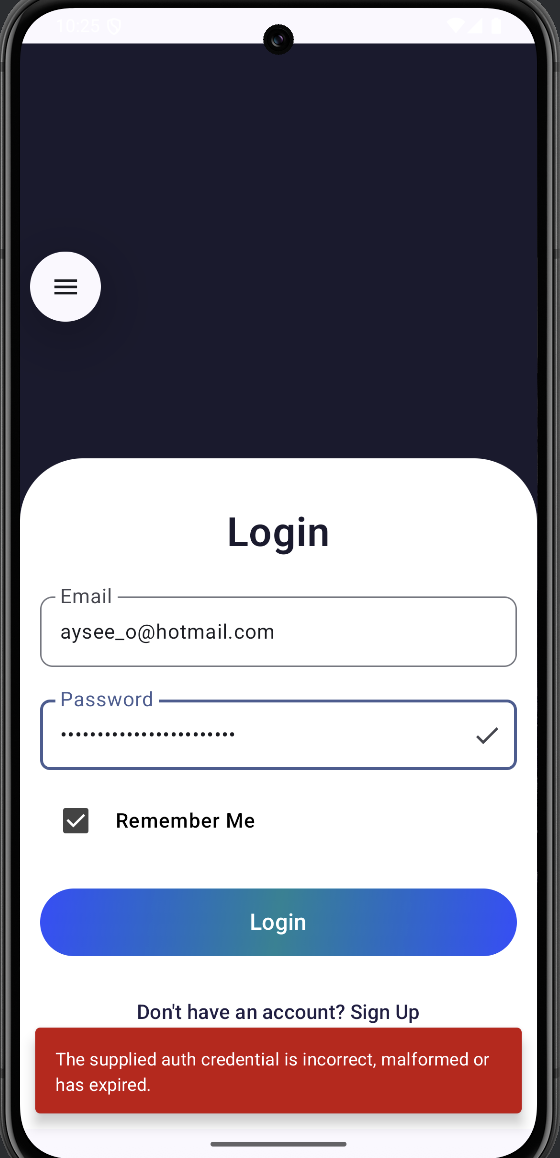 10:25
Login
Email
aysee_o@hotmail.com
Password
••••••••••••••••••••••••
Remember Me
Login
Don't have an account? Sign Up
The supplied auth credential is incorrect, malformed or
has expired.